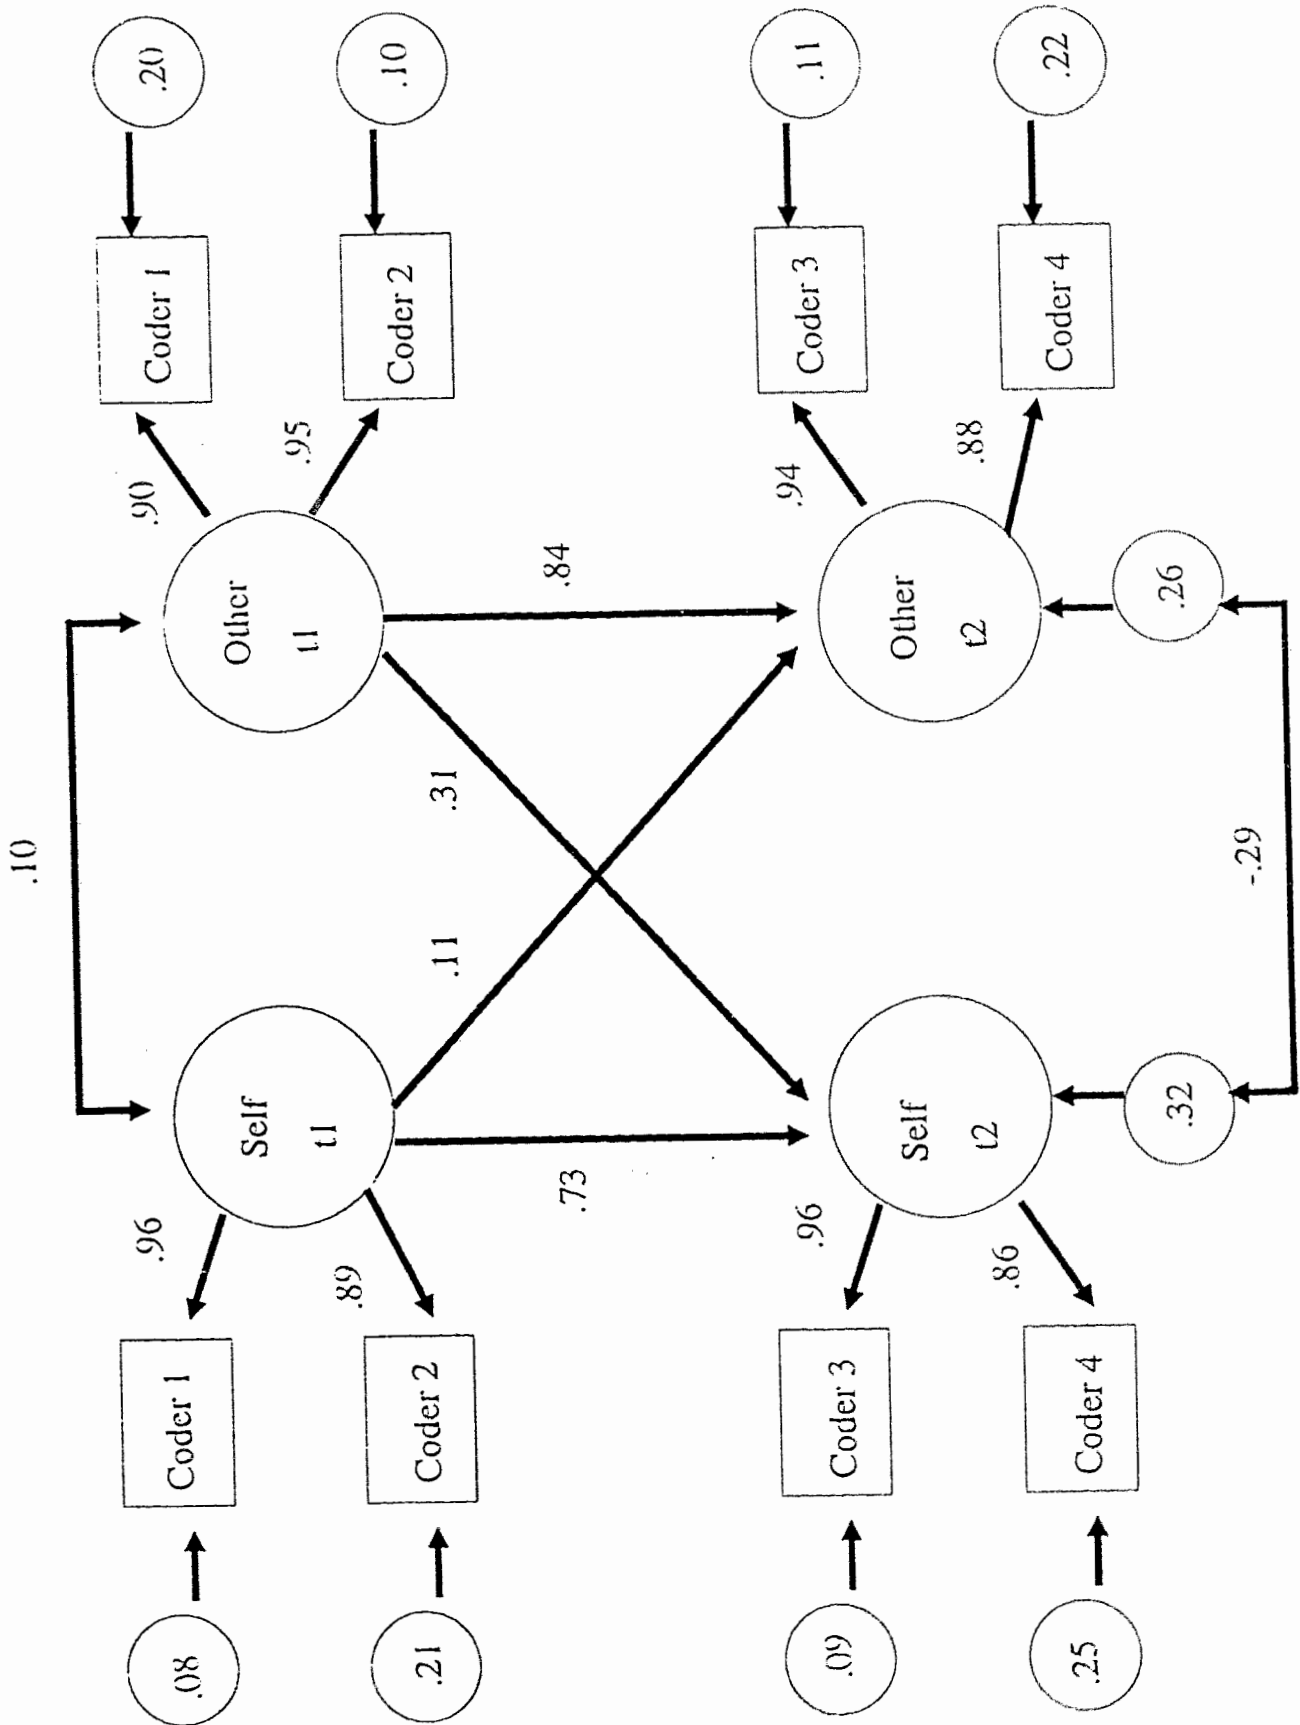 .10
.08
Coder 1
.96
Self
t1
Other
t1
.90
Coder 1
.20
.21
Coder 2
.89
.95
Coder 2
.10
.11
.31
.73
.84
.09
Coder 3
.96
Self
t2
Other
t2
.94
Coder 3
.11
.25
Coder 4
.86
.88
Coder 4
.22
.32
.26
-.29